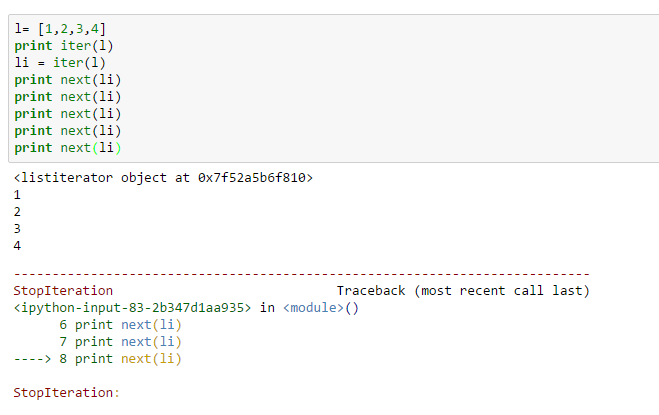 l= [1,2,3,4]
print iter(l)
li = iter(l)
print next(li)
print next(li)
print next(li)
print next(li)
print next(li)
<listiterator object at 0x7f52a5b6f810>
1
2
3
4
---------------------------------------------------------------------------
StopIteration                             Traceback (most recent call last)
<ipython-input-83-2b347d1aa935> in <module>()
      6 print next(li)
      7 print next(li)
----> 8 print next(li)
StopIteration: